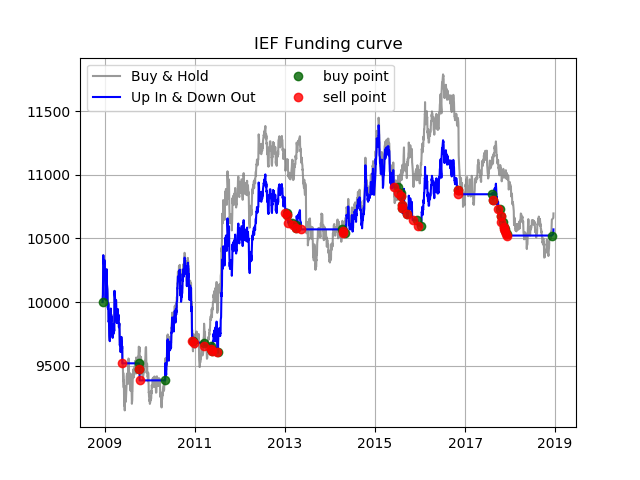 IEF Funding curve
Buy & Hold
Up In & Down Out
buy point
sell point
11500
11000
10500
10000
9500
2009 2011 2013 2015 2017 2019